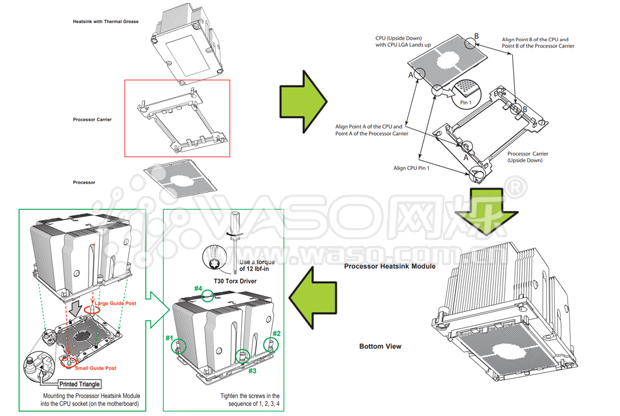 Heatsink with Thermal Grease
Processor Carrier
Processor
CPU (Upside Down)
with CPU LGA Lands up
B
Align Point B of the CPU and
Point B of the Processor Carrier
A
Pin 1
B
Align Point A of the CPU and
Point A of the Processor Carrier
A
Processor Carrier
(Upside Down)
Align CPU Pin 1
WASO网烁®
www.waso.com.cn
Large Guide Post
Small Guide Post
Printed Triangle
Mounting the Processor Heatsink Module
into the CPU socket (on the motherboard)
Use a torque
of 12 lbf-in
T30 Torx Driver
#4
#1
#2
#3
Tighten the screws in the
sequence of 1, 2, 3, 4
Processor Heatsink Module
Bottom View